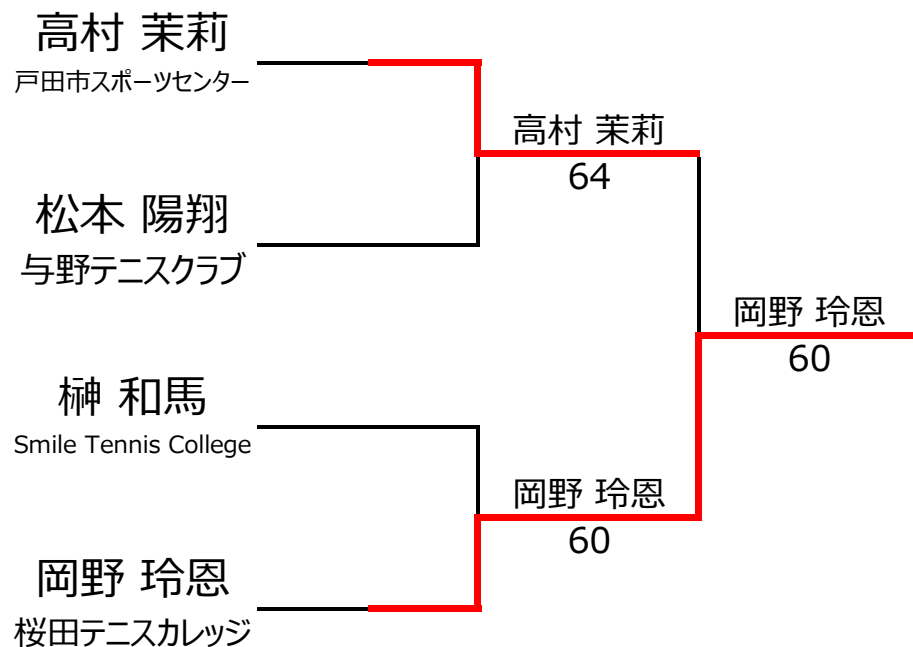 高村 茉莉
戸田市スポーツセンター
高村 茉莉
64
松本 陽翔
与野テニスクラブ
岡野 玲恩
60
榊 和馬
Smile Tennis College
岡野 玲恩
60
岡野 玲恩
桜田テニスカレッジ